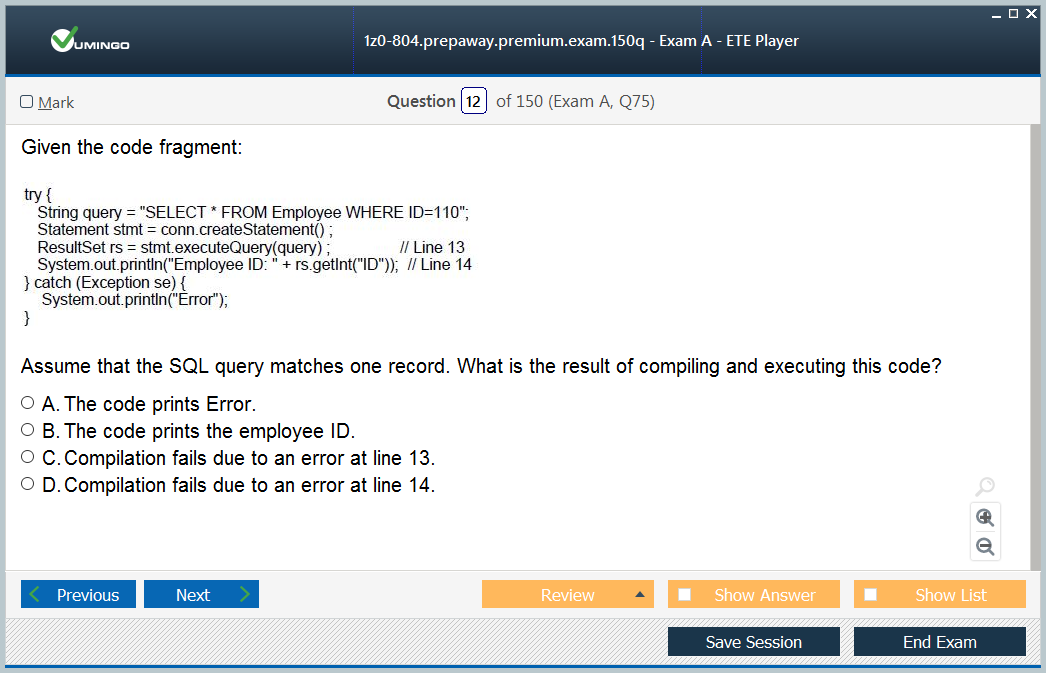 VUMINGO
1z0-804.prepaway.premium.exam.150q - Exam A - ETE Player
Mark
Question 12 of 150 (Exam A, Q75)
Given the code fragment:
try {
String query = "SELECT * FROM Employee WHERE ID=110";
Statement stmt = conn.createStatement() ;
ResultSet rs = stmt.executeQuery(query) ; // Line 13
System.out.println("Employee ID: " + rs.getInt("ID")); // Line 14
} catch (Exception se) {
System.out.println("Error");
}
Assume that the SQL query matches one record. What is the result of compiling and executing this code?
A. The code prints Error.
B. The code prints the employee ID.
C. Compilation fails due to an error at line 13.
D. Compilation fails due to an error at line 14.
Previous
Next
Review
Show Answer
Show List
Save Session
End Exam